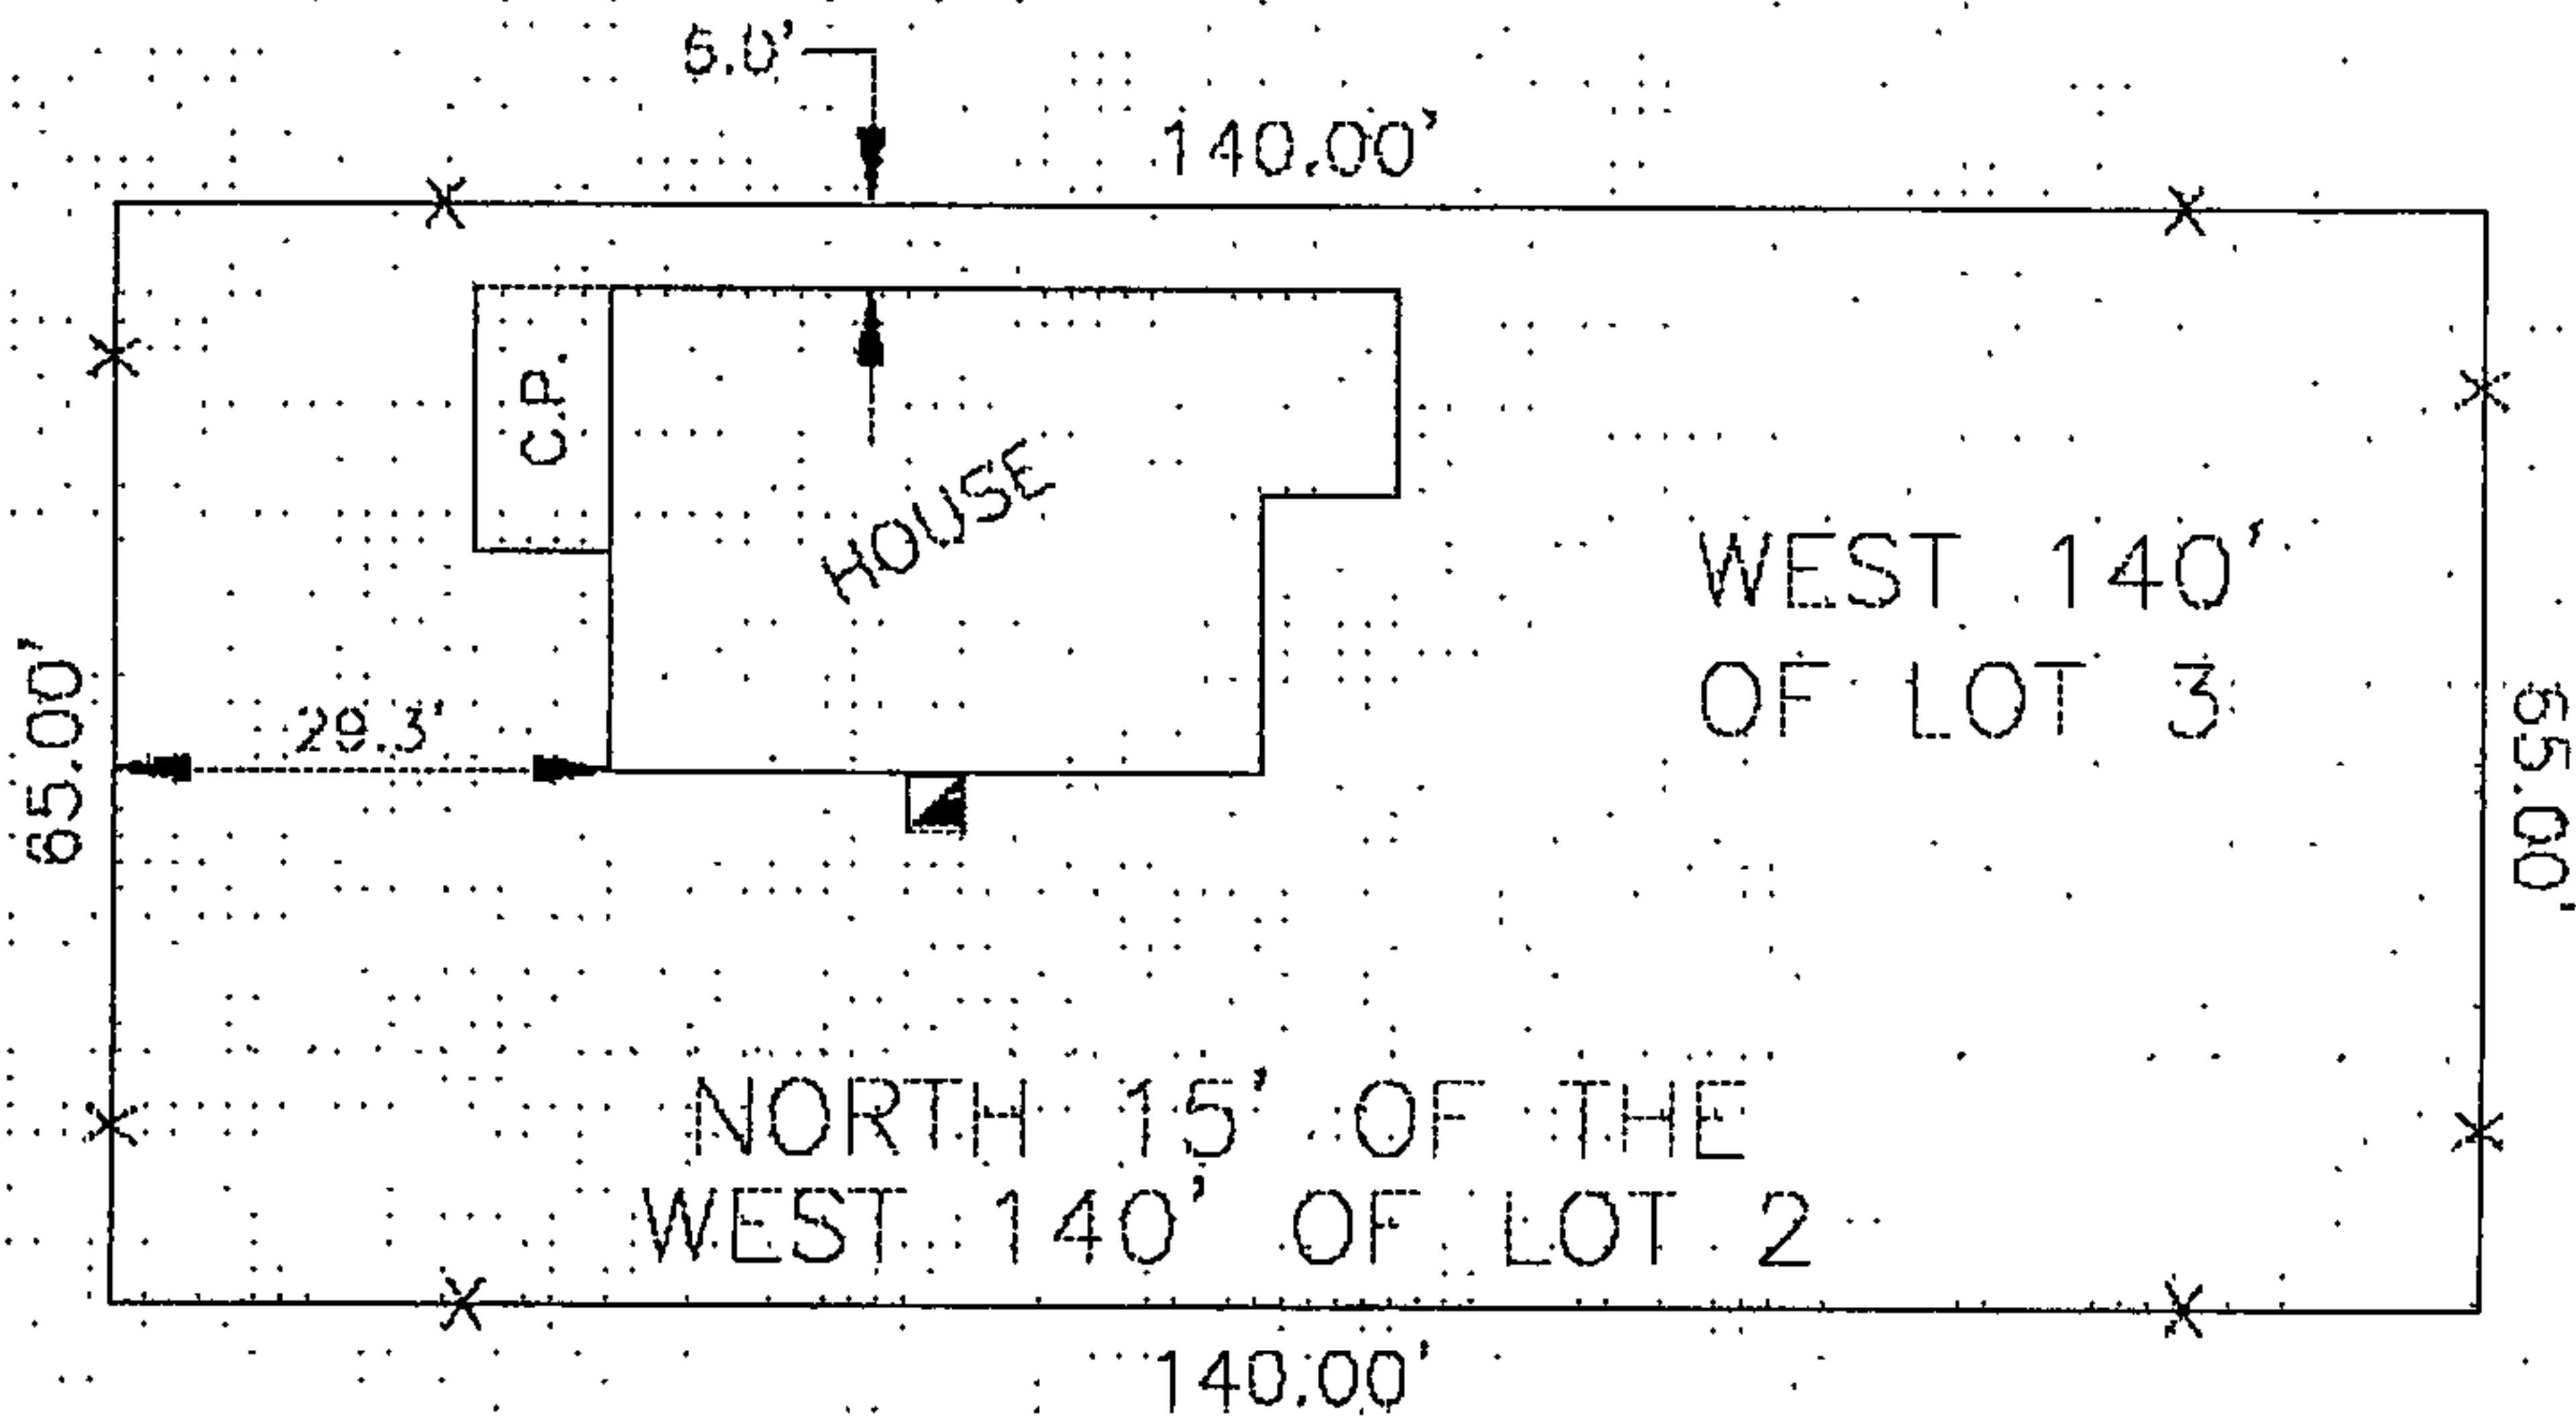 5.0'
140.00'
C.P.
HOUSE
WEST 140'
OF LOT 3
65.00'
29.3'
65.00'
NORTH 15' OF THE
WEST 140' OF LOT 2
140.00'